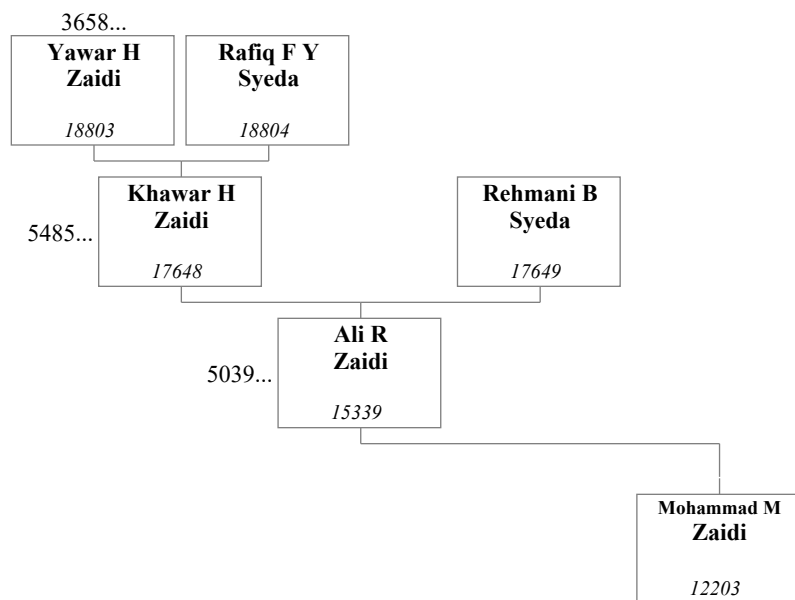 3658...
Yawar H
Zaidi
18803
Rafiq F Y
Syeda
18804
5485...
Khawar H
Zaidi
17648
Rehmani B
Syeda
17649
5039...
Ali R
Zaidi
15339
Mohammad M
Zaidi
12203